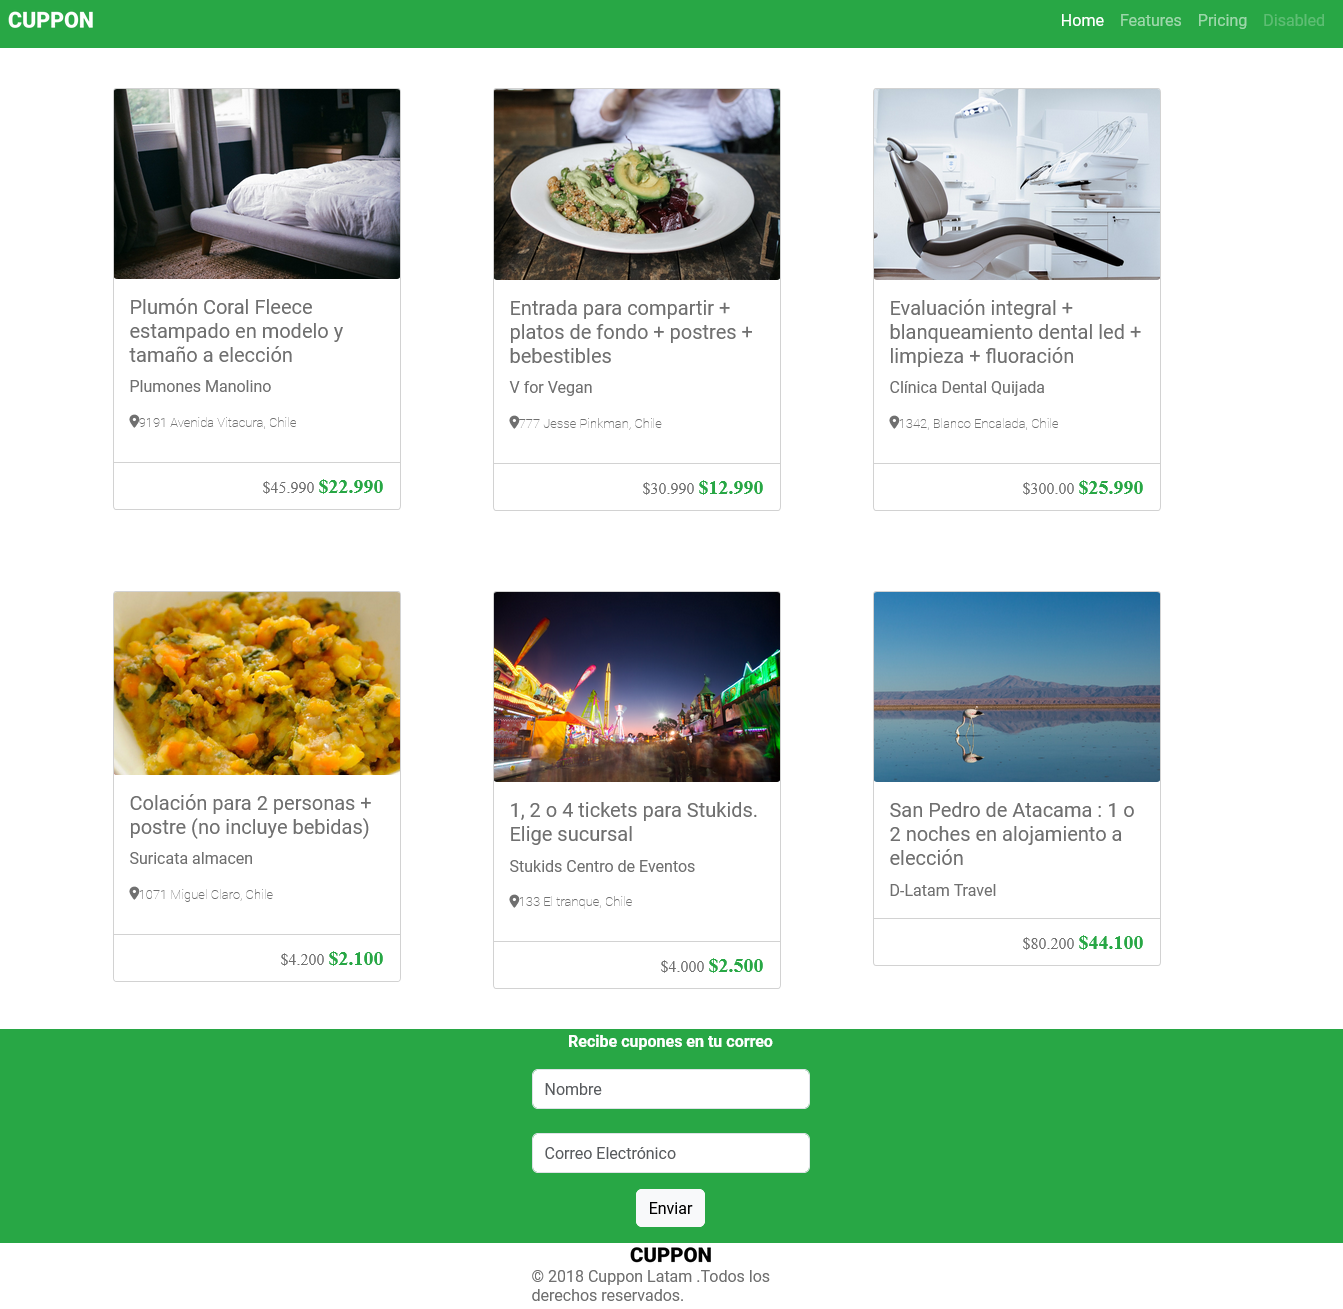 CUPPON
Home Features Pricing Disabled
Plumón Coral Fleece
estampado en modelo y
tamaño a elección
Plumones Manolino
9191 Avenida Vitacura, Chile
$45.990 $22.990
Entrada para compartir +
platos de fondo + postres +
bebestibles
V for Vegan
777 Jesse Pinkman, Chile
$30.990 $12.990
Evaluación integral +
blanqueamiento dental led +
limpieza + fluoración
Clínica Dental Quijada
1342, Blanco Encalada, Chile
$300.00 $25.990
Colación para 2 personas +
postre (no incluye bebidas)
Suricata almacen
1071 Miguel Claro, Chile
$4.200 $2.100
1, 2 o 4 tickets para Stukids.
Elige sucursal
Stukids Centro de Eventos
133 El tranque, Chile
$4.000 $2.500
San Pedro de Atacama : 1 o
2 noches en alojamiento a
elección
D-Latam Travel
$80.200 $44.100
Recibe cupones en tu correo
Nombre
Correo Electrónico
Enviar
CUPPON
© 2018 Cuppon Latam .Todos los
derechos reservados.